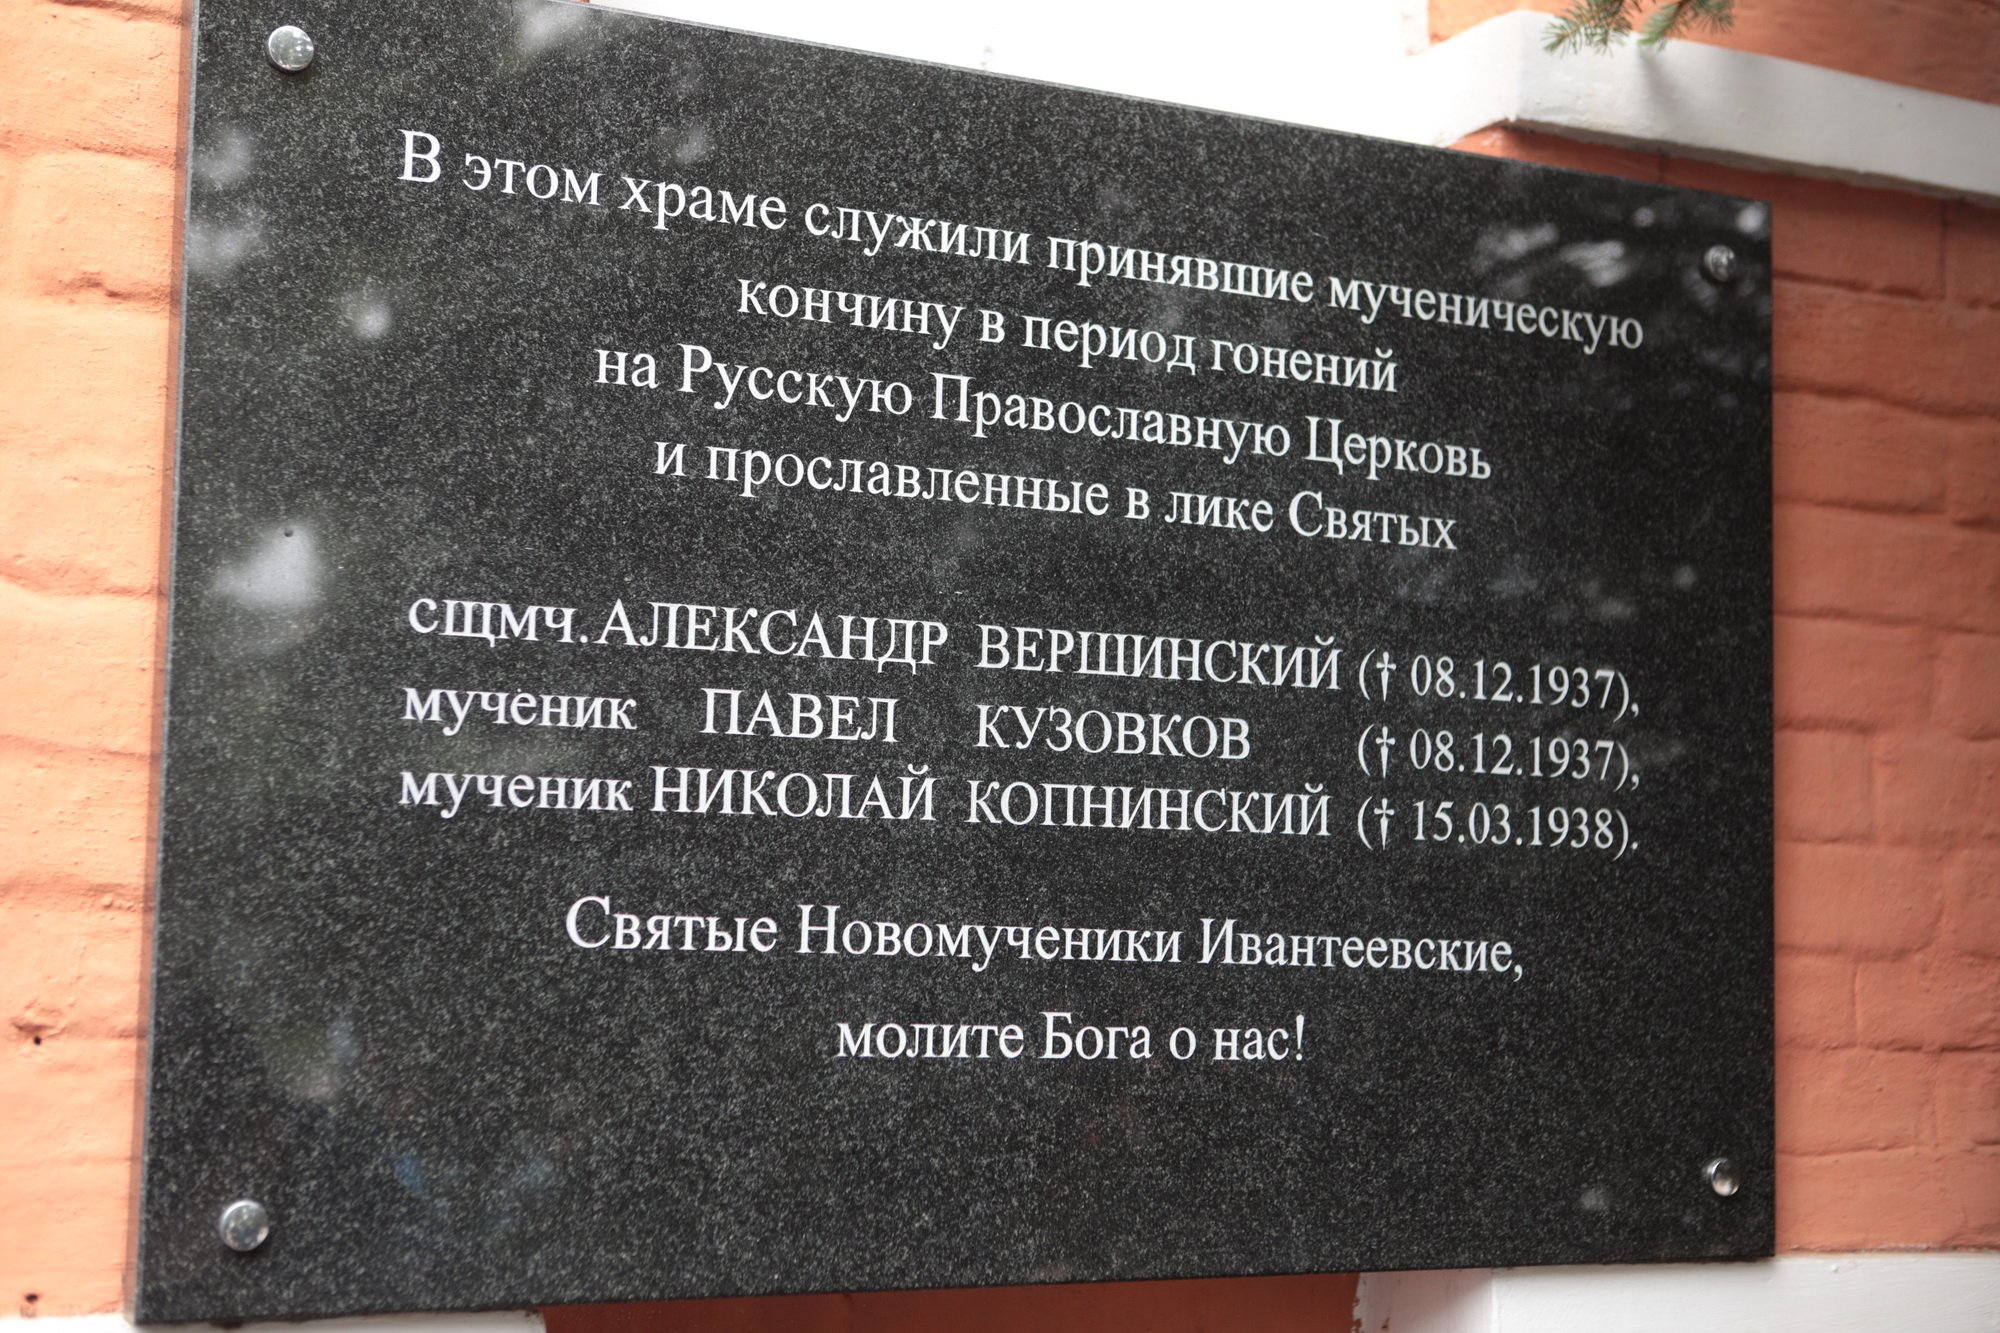 В этом храме служили принявшие мученическую
кончину в период гонений
на Русскую Православную Церковь
и прославленные в лике Святых
сщмч. АЛЕКСАНДР ВЕРШИНСКИЙ († 08.12.1937),
мученик ПАВЕЛ КУЗОВКОВ († 08.12.1937),
мученик НИКОЛАЙ КОПНИНСКИЙ († 15.03.1938).
Святые Новомученики Ивантеевские,
молите Бога о нас!